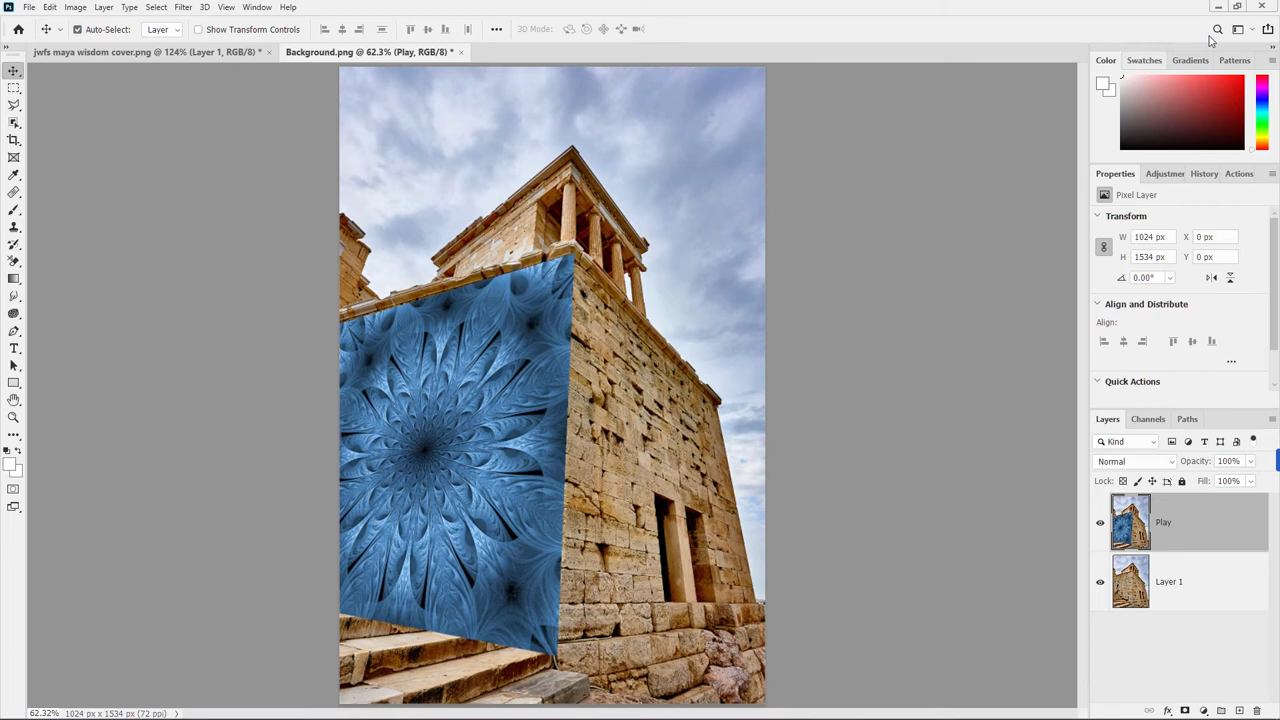 Ps File Edit Image Layer Type Select Filter 3D View Window Help
Auto-Select: Layer Show Transform Controls 3D Mode:
jwfs maya wisdom cover.png @ 124% (Layer 1, RGB/8) * × Background.png @ 62.3% (Play, RGB/8) * ×
Color Swatches Gradients Patterns
Properties Adjustmer History Actions
Pixel Layer
Transform
W 1024 px X 0 px
H 1534 px Y 0 px
0.00°
Align and Distribute
Align:
Quick Actions
Layers Channels Paths
Kind
Normal Opacity: 100%
Lock: Fill: 100%
Play
Layer 1
62.32% 1024 px x 1534 px (72 ppi)